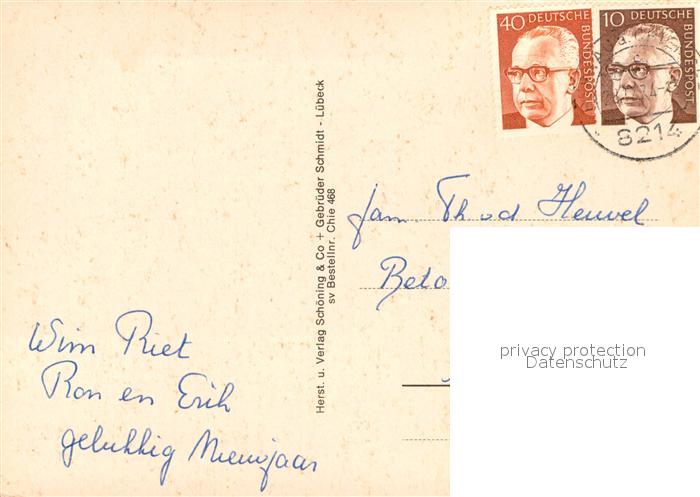 40 DEUTSCHE BUNDESPOST
10 DEUTSCHE BUNDESPOST
8214
Fam. Th. v d Heuvel
Beto
privacy protection
Datenschutz
Herst. u. Verlag Schöning & Co + Gebrüder Schmidt - Lübeck
sv Bestellnr. Chie 468
Wim Riet
Ron en Erik
gelukkig Nieuwjaar